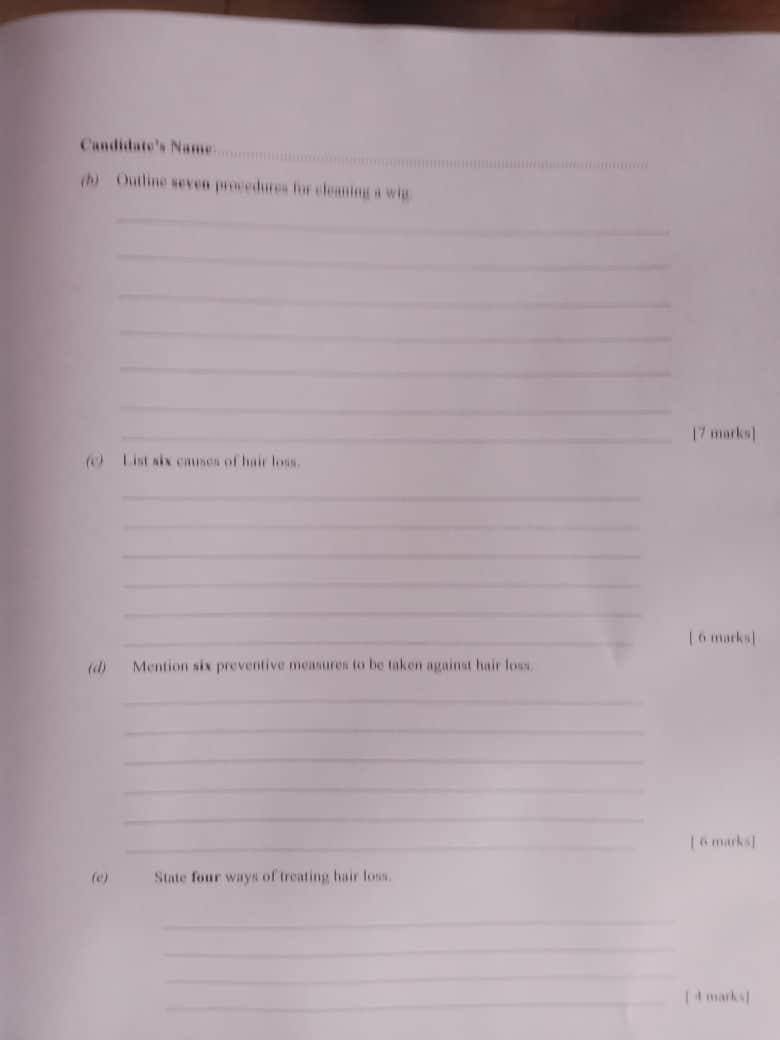 Candidate's Name:
(b) Outline seven procedures for cleaning a wig.
[7 marks]
(c) List six causes of hair loss.
[ 6 marks]
(d) Mention six preventive measures to be taken against hair loss.
[ 6 marks]
(e) State four ways of treating hair loss.
[ 4 marks]